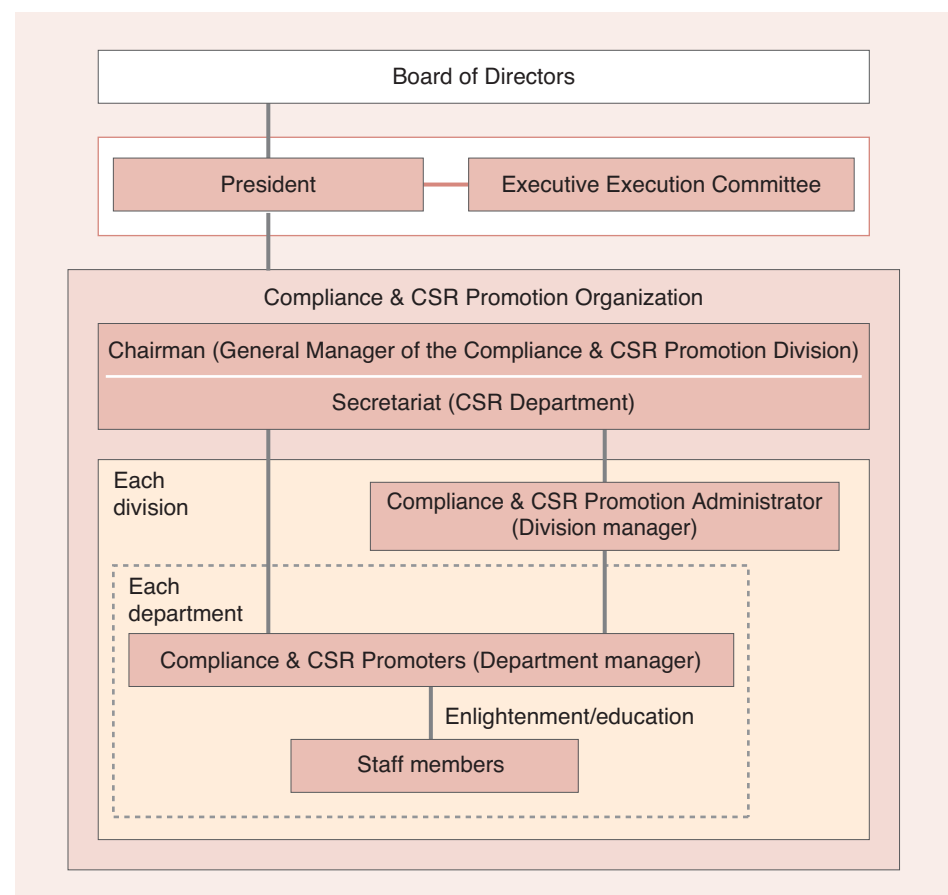 Board of Directors
President
Executive Execution Committee
Compliance & CSR Promotion Organization
Chairman (General Manager of the Compliance & CSR Promotion Division)
Secretariat (CSR Department)
Each
division
Compliance & CSR Promotion Administrator
(Division manager)
Each
department
Compliance & CSR Promoters (Department manager)
Enlightenment/education
Staff members